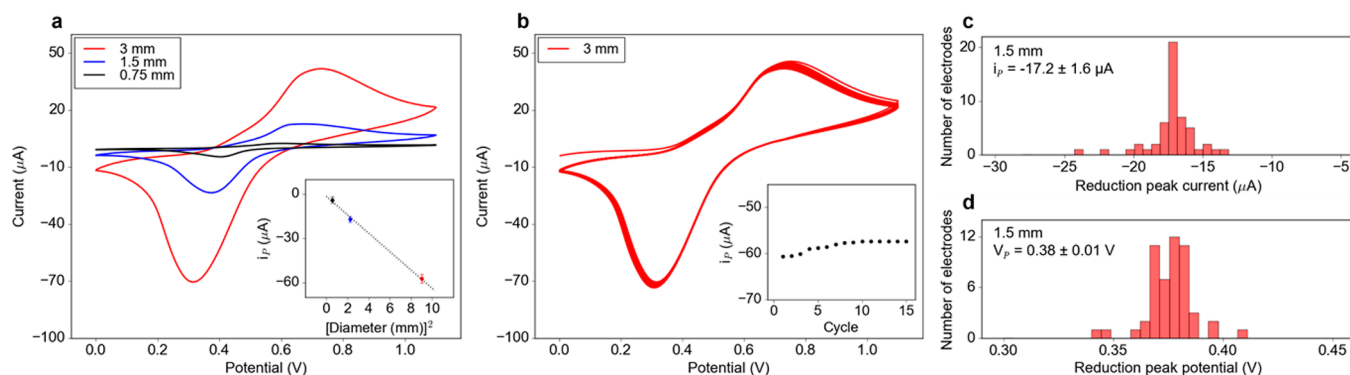 a
3 mm
1.5 mm
0.75 mm
50
20
−10
−40
−70
−100
Current (µA)
0.0 0.2 0.4 0.6 0.8 1.0
Potential (V)
0
−30
−60
i_P (µA)
0 2 4 6 8 10
[Diameter (mm)]²
b
3 mm
50
20
−10
−40
−70
−100
Current (µA)
0.0 0.2 0.4 0.6 0.8 1.0
Potential (V)
−50
−60
−70
i_P (µA)
0 5 10 15
Cycle
c
1.5 mm
i_P = -17.2 ± 1.6 µA
20
10
0
Number of electrodes
−30 −25 −20 −15 −10 −5
Reduction peak current (µA)
d
1.5 mm
V_P = 0.38 ± 0.01 V
12
6
0
Number of electrodes
0.30 0.35 0.40 0.45
Reduction peak potential (V)